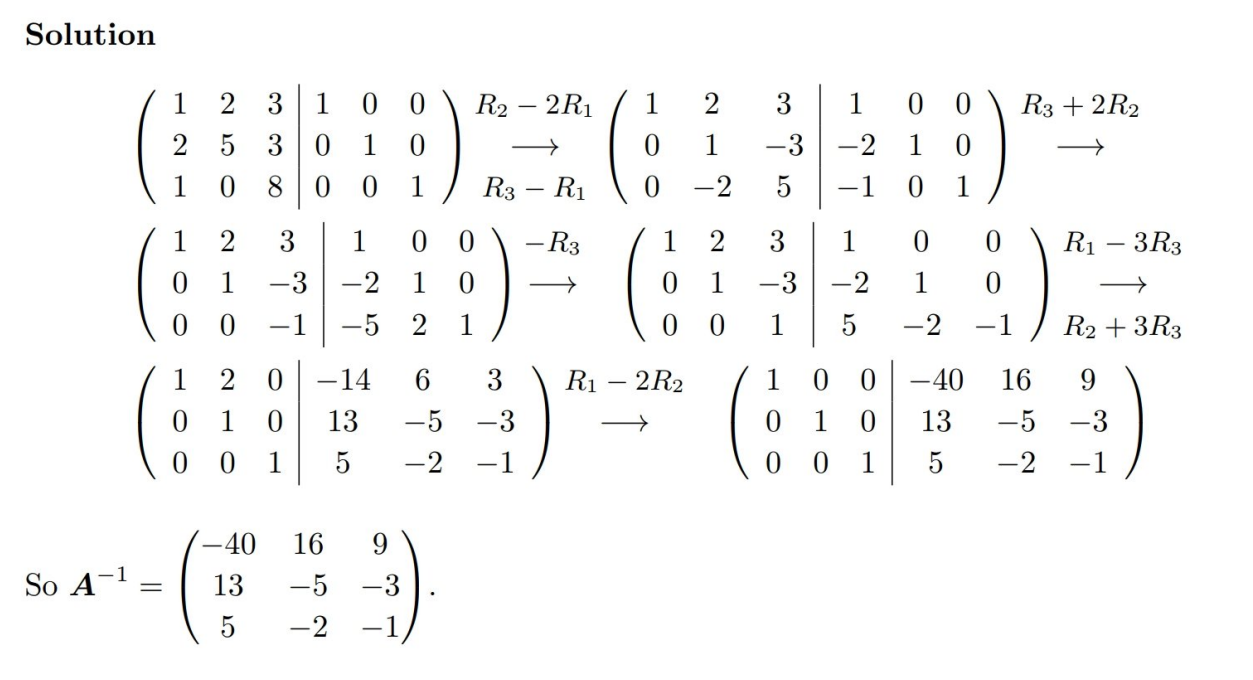 Solution
( 1 2 3 | 1 0 0 ) R₂ − 2R₁ ( 1 2 3 | 1 0 0 ) R₃ + 2R₂
( 2 5 3 | 0 1 0 ) ⟶ ( 0 1 −3 | −2 1 0 ) ⟶
( 1 0 8 | 0 0 1 ) R₃ − R₁ ( 0 −2 5 | −1 0 1 )
( 1 2 3 | 1 0 0 ) −R₃ ( 1 2 3 | 1 0 0 ) R₁ − 3R₃
( 0 1 −3 | −2 1 0 ) ⟶ ( 0 1 −3 | −2 1 0 ) ⟶
( 0 0 −1 | −5 2 1 ) ( 0 0 1 | 5 −2 −1 ) R₂ + 3R₃
( 1 2 0 | −14 6 3 ) R₁ − 2R₂ ( 1 0 0 | −40 16 9 )
( 0 1 0 | 13 −5 −3 ) ⟶ ( 0 1 0 | 13 −5 −3 )
( 0 0 1 | 5 −2 −1 ) ( 0 0 1 | 5 −2 −1 )
( −40 16 9 )
So A⁻¹ = ( 13 −5 −3 ).
( 5 −2 −1 )